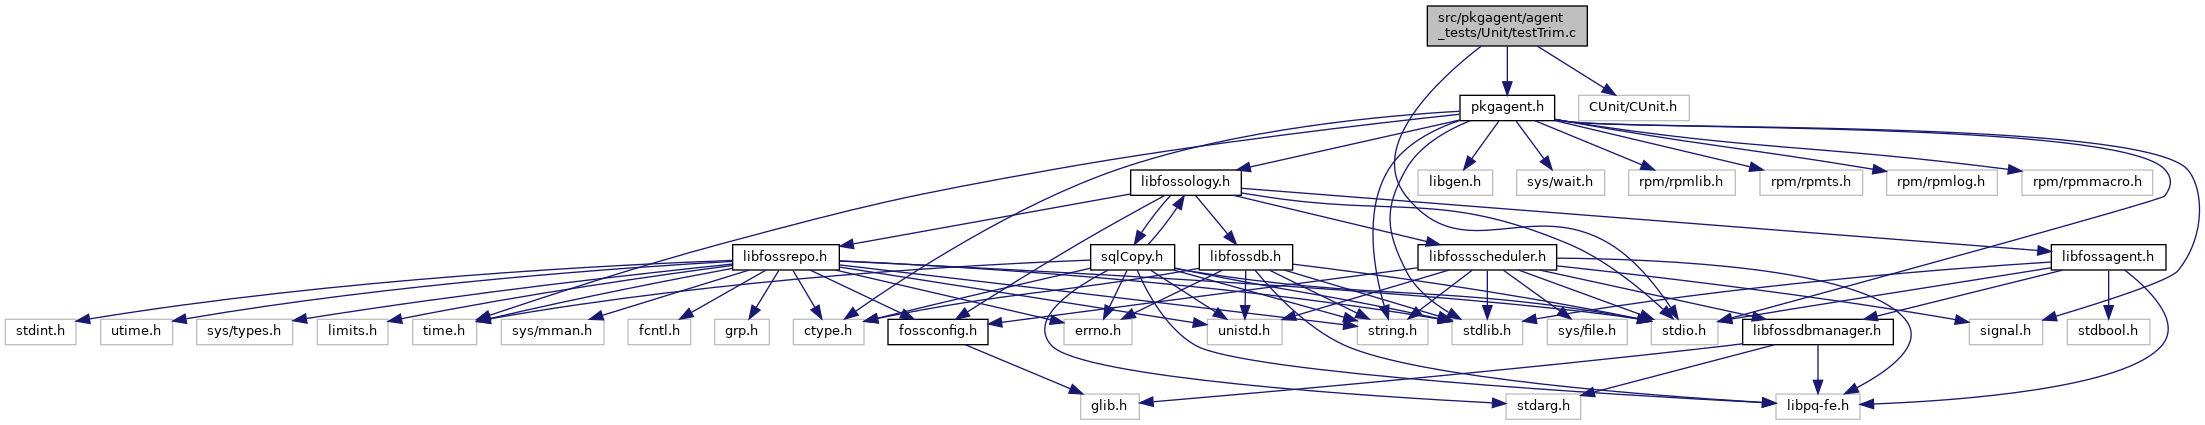 src/pkgagent/agent
_tests/Unit/testTrim.c
pkgagent.h
CUnit/CUnit.h
libfossology.h
libgen.h
sys/wait.h
rpm/rpmlib.h
rpm/rpmts.h
rpm/rpmlog.h
rpm/rpmmacro.h
libfossrepo.h
sqlCopy.h
libfossdb.h
libfossscheduler.h
libfossagent.h
stdint.h
utime.h
sys/types.h
limits.h
time.h
sys/mman.h
fcntl.h
grp.h
ctype.h
fossconfig.h
errno.h
unistd.h
string.h
stdlib.h
sys/file.h
stdio.h
libfossdbmanager.h
signal.h
stdbool.h
glib.h
stdarg.h
libpq-fe.h